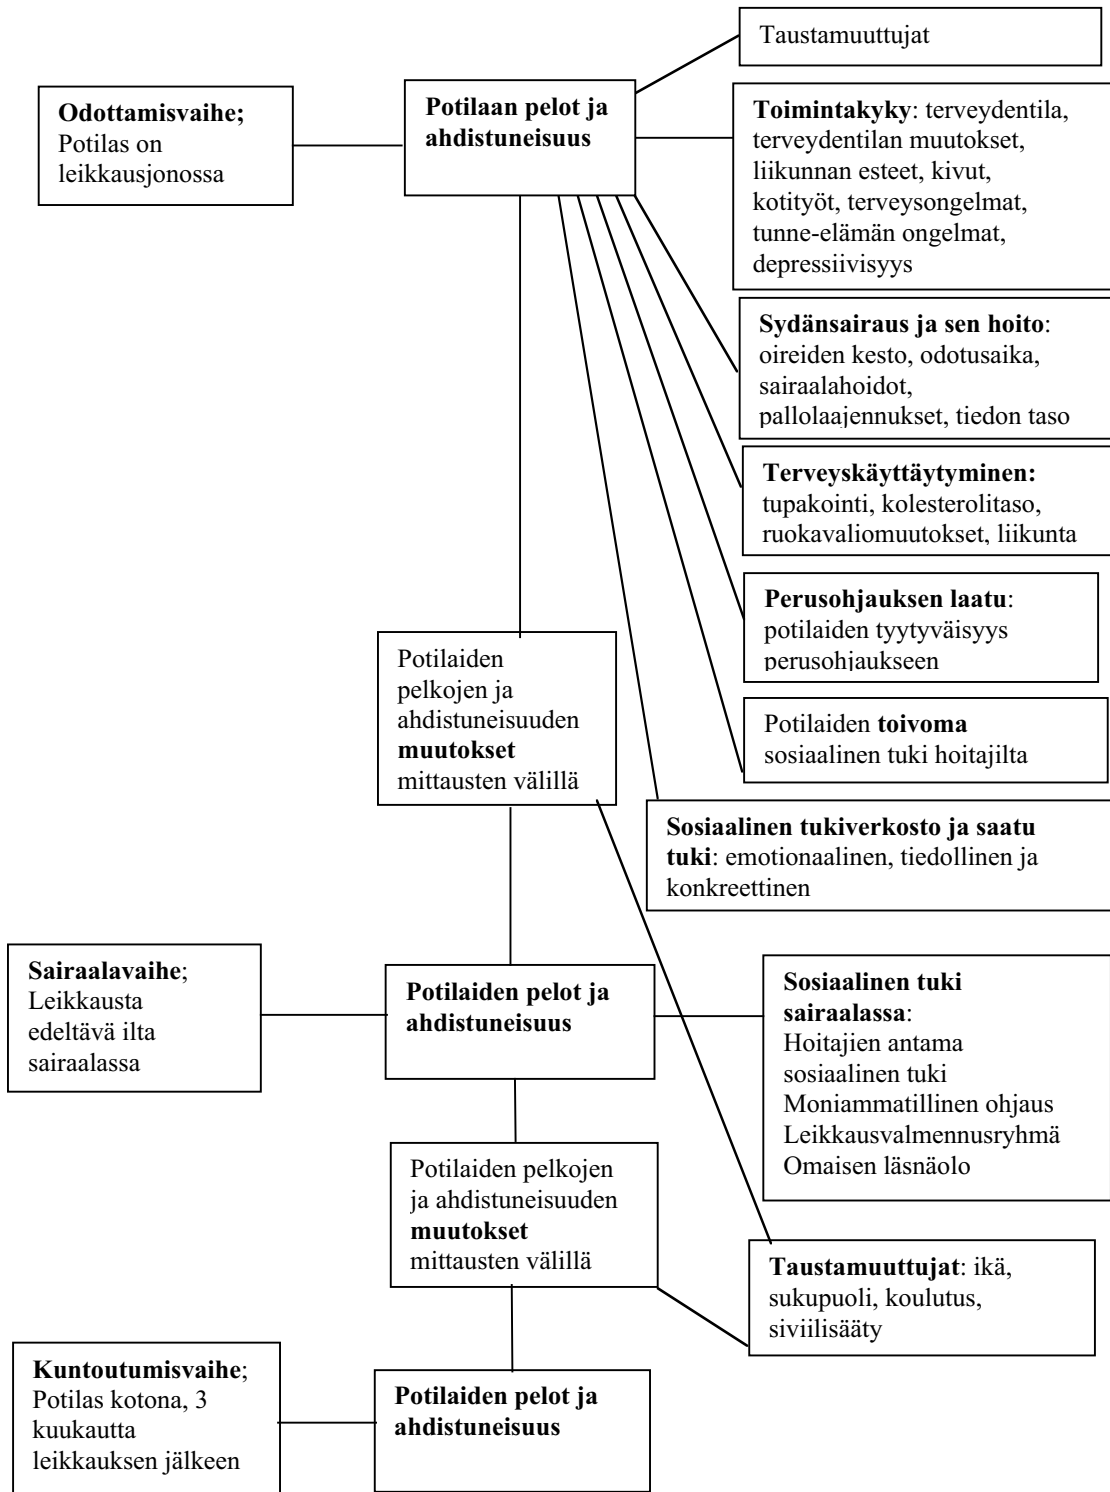 Taustamuuttujat
Odottamisvaihe;
Potilas on
leikkausjonossa
Potilaan pelot ja
ahdistuneisuus
Toimintakyky: terveydentila,
terveydentilan muutokset,
liikunnan esteet, kivut,
kotityöt, terveysongelmat,
tunne-elämän ongelmat,
depressiivisyys
Sydänsairaus ja sen hoito:
oireiden kesto, odotusaika,
sairaalahoidot,
pallolaajennukset, tiedon taso
Terveyskäyttäytyminen:
tupakointi, kolesterolitaso,
ruokavaliomuutokset, liikunta
Perusohjauksen laatu:
potilaiden tyytyväisyys
perusohjaukseen
Potilaiden
pelkojen ja
ahdistuneisuuden
muutokset
mittausten välillä
Potilaiden toivoma
sosiaalinen tuki hoitajilta
Sosiaalinen tukiverkosto ja saatu
tuki: emotionaalinen, tiedollinen ja
konkreettinen
Sairaalavaihe;
Leikkausta
edeltävä ilta
sairaalassa
Potilaiden pelot ja
ahdistuneisuus
Sosiaalinen tuki
sairaalassa:
Hoitajien antama
sosiaalinen tuki
Moniammatillinen ohjaus
Leikkausvalmennusryhmä
Omaisen läsnäolo
Potilaiden pelkojen
ja ahdistuneisuuden
muutokset
mittausten välillä
Taustamuuttujat: ikä,
sukupuoli, koulutus,
siviilisääty
Kuntoutumisvaihe;
Potilas kotona, 3
kuukautta
leikkauksen jälkeen
Potilaiden pelot ja
ahdistuneisuus